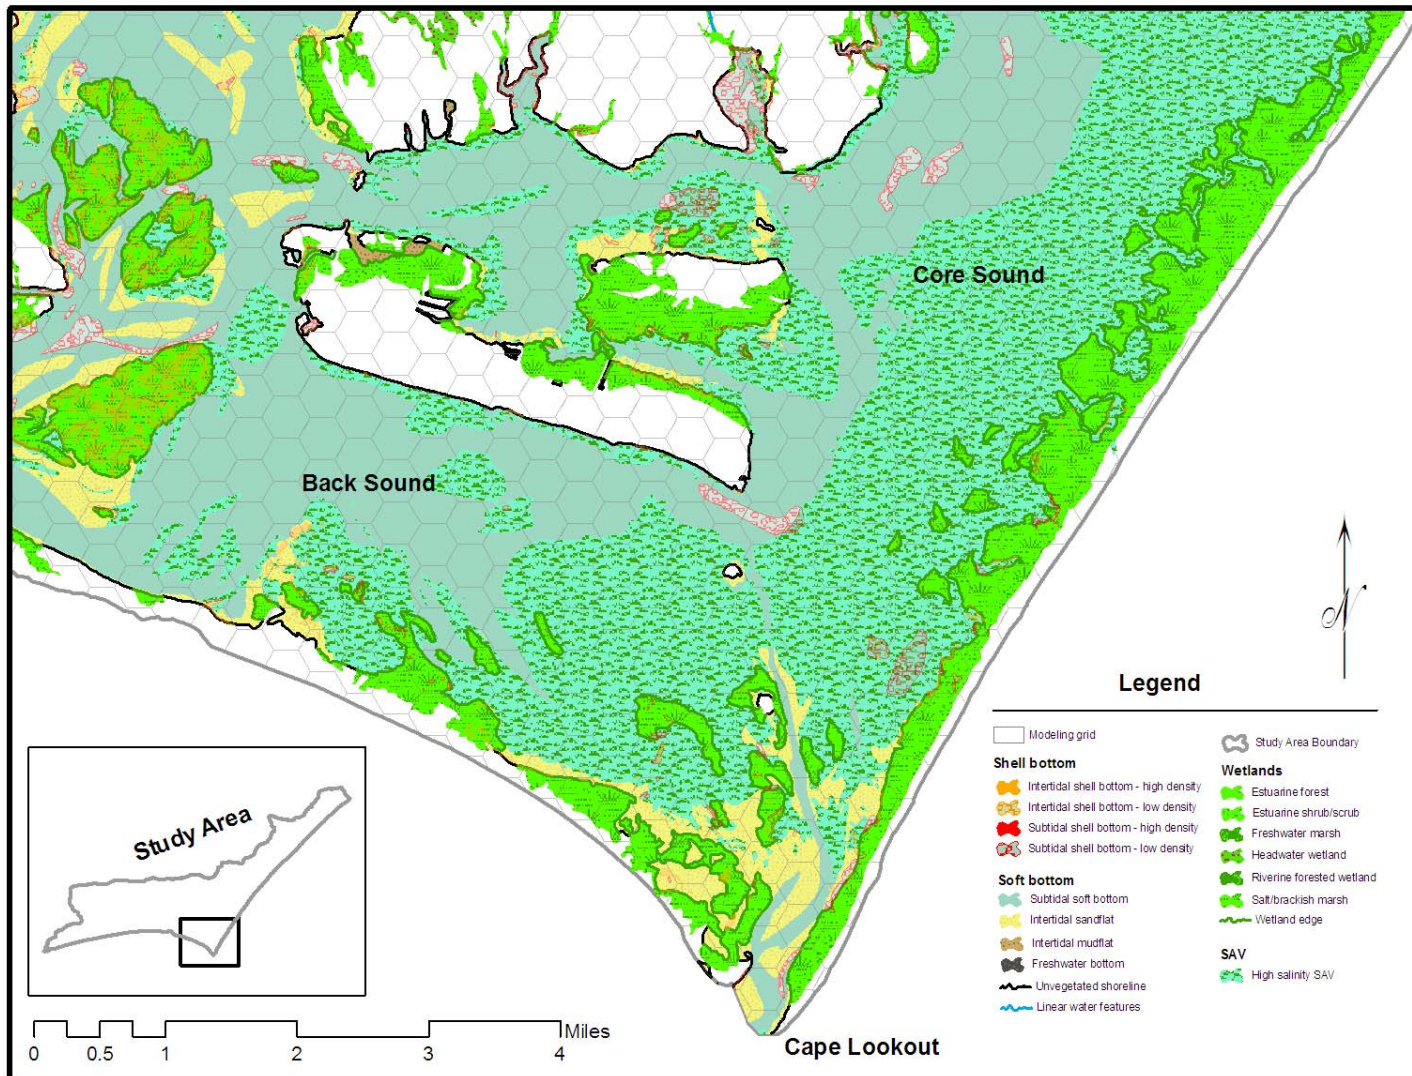 Core Sound
Back Sound
N
Legend
Modeling grid
Shell bottom
Intertidal shell bottom - high density
Intertidal shell bottom - low density
Subtidal shell bottom - high density
Subtidal shell bottom - low density
Soft bottom
Subtidal soft bottom
Intertidal sandflat
Intertidal mudflat
Freshwater bottom
Unvegetated shoreline
Linear water features
Study Area Boundary
Wetlands
Estuarine forest
Estuarine shrub/scrub
Freshwater marsh
Headwater wetland
Riverine forested wetland
Salt/brackish marsh
Wetland edge
SAV
High salinity SAV
Study Area
Miles
0 0.5 1 2 3 4
Cape Lookout